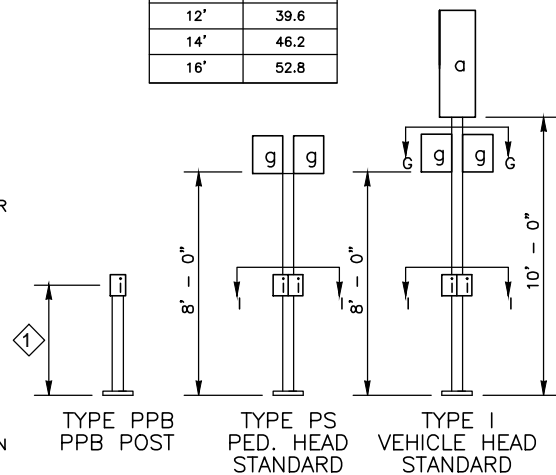 12' 39.6
14' 46.2
16' 52.8
a
g g
g g
G G
R
8' - 0"
8' - 0"
10' - 0"
i
i i
i i
I I
I I
1
TYPE PPB
PPB POST
TYPE PS
PED. HEAD
STANDARD
TYPE I
VEHICLE HEAD
STANDARD
N